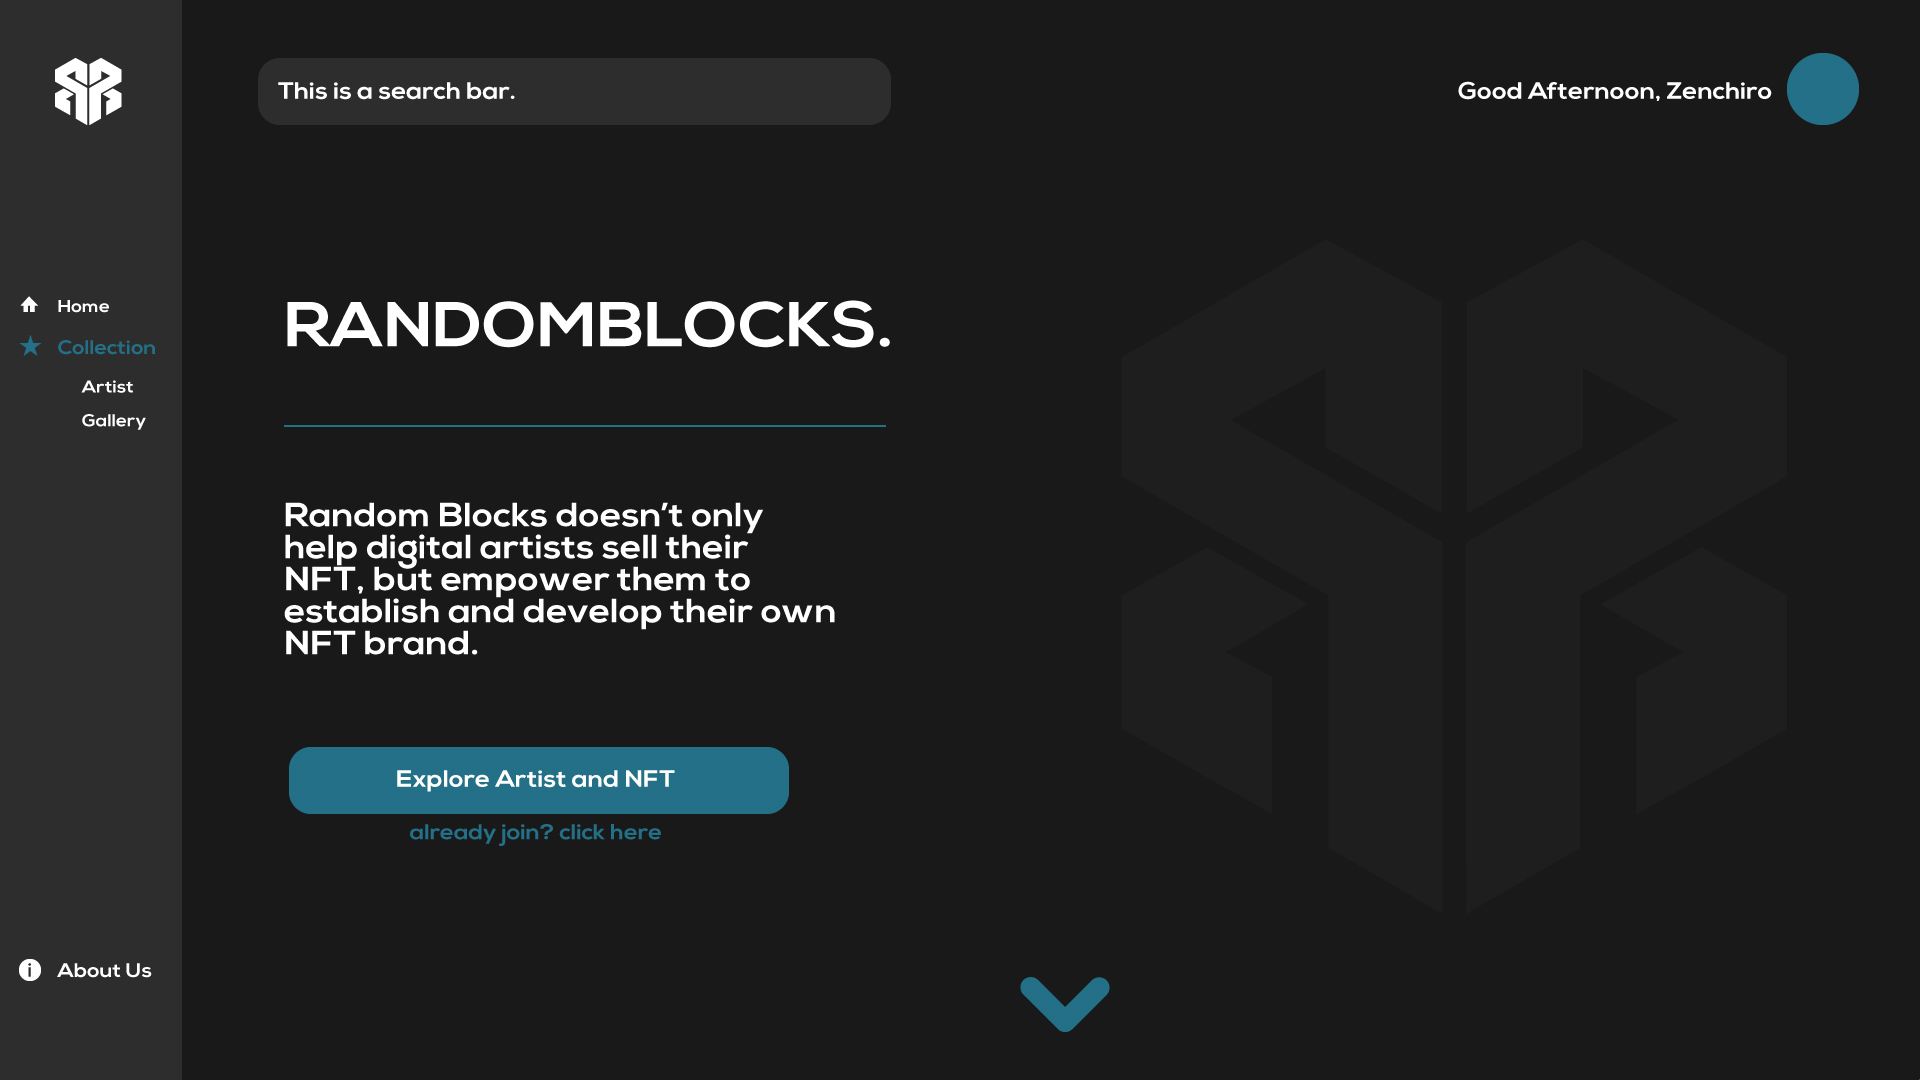 This is a search bar.
Good Afternoon, Zenchiro
Home
Collection
Artist
Gallery
About Us
RANDOMBLOCKS.
Random Blocks doesn’t only
help digital artists sell their
NFT, but empower them to
establish and develop their own
NFT brand.
Explore Artist and NFT
already join? click here